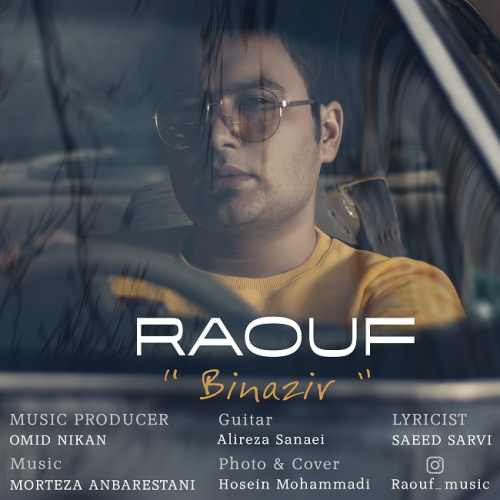 RAOUF
" Binazir "
MUSIC PRODUCER
OMID NIKAN
Guitar
Alireza Sanaei
LYRICIST
SAEED SARVI
Music
MORTEZA ANBARESTANI
Photo & Cover
Hosein Mohammadi
Raouf_music